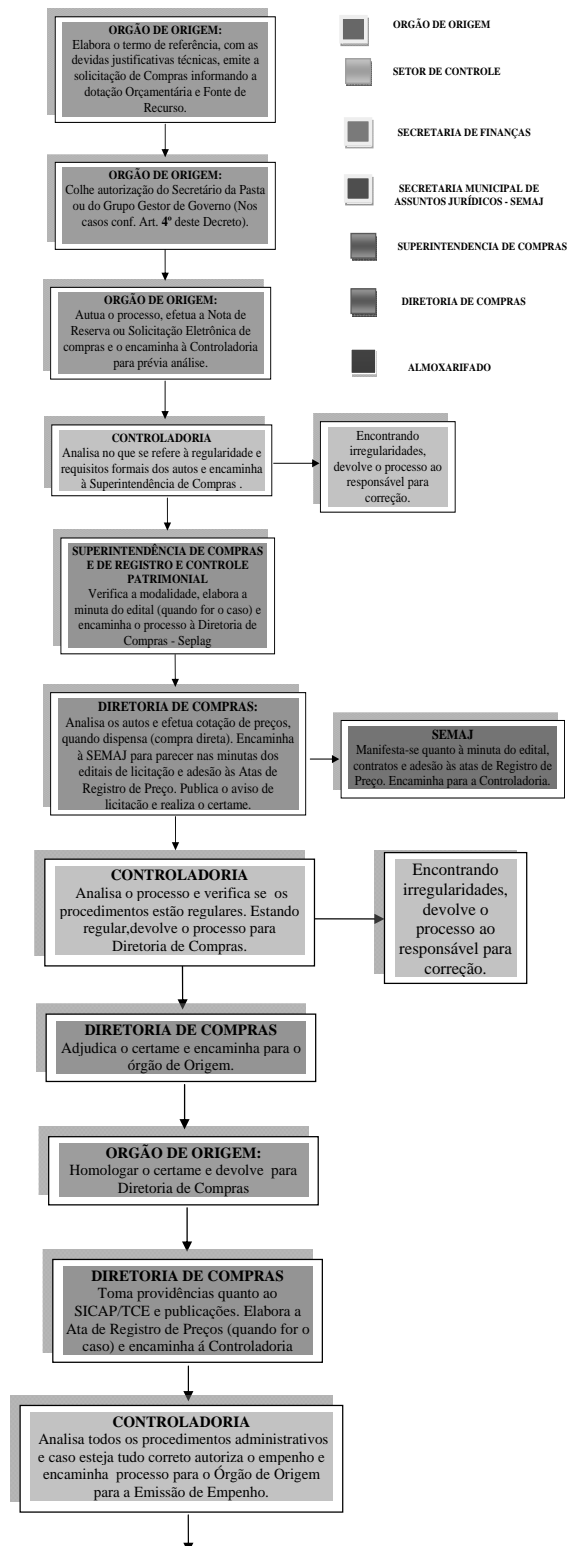 ORGÃO DE ORIGEM:
Elabora o termo de referência, com as
devidas justificativas técnicas, emite a
solicitação de Compras informando a
dotação Orçamentária e Fonte de
Recurso.
ORGÃO DE ORIGEM
SETOR DE CONTROLE
SECRETARIA DE FINANÇAS
SECRETARIA MUNICIPAL DE
ASSUNTOS JURÍDICOS - SEMAJ
SUPERINTENDENCIA DE COMPRAS
DIRETORIA DE COMPRAS
ALMOXARIFADO
ORGÃO DE ORIGEM:
Colhe autorização do Secretário da Pasta
ou do Grupo Gestor de Governo (Nos
casos conf. Art. 4º deste Decreto).
ORGÃO DE ORIGEM:
Autua o processo, efetua a Nota de
Reserva ou Solicitação Eletrônica de
compras e o encaminha à Controladoria
para prévia análise.
CONTROLADORIA
Analisa no que se refere à regularidade e
requisitos formais dos autos e encaminha
à Superintendência de Compras .
Encontrando
irregularidades,
devolve o processo ao
responsável para
correção.
SUPERINTENDÊNCIA DE COMPRAS
E DE REGISTRO E CONTROLE
PATRIMONIAL
Verifica a modalidade, elabora a
minuta do edital (quando for o caso) e
encaminha o processo à Diretoria de
Compras - Seplag
DIRETORIA DE COMPRAS:
Analisa os autos e efetua cotação de preços,
quando dispensa (compra direta). Encaminha
à SEMAJ para parecer nas minutas dos
editais de licitação e adesão às Atas de
Registro de Preço. Publica o aviso de
licitação e realiza o certame.
SEMAJ
Manifesta-se quanto à minuta do edital,
contratos e adesão às atas de Registro de
Preço. Encaminha para a Controladoria.
CONTROLADORIA
Analisa o processo e verifica se os
procedimentos estão regulares. Estando
regular,devolve o processo para
Diretoria de Compras.
Encontrando
irregularidades,
devolve o
processo ao
responsável para
correção.
DIRETORIA DE COMPRAS
Adjudica o certame e encaminha para o
órgão de Origem.
ORGÃO DE ORIGEM:
Homologar o certame e devolve para
Diretoria de Compras
DIRETORIA DE COMPRAS
Toma providências quanto ao
SICAP/TCE e publicações. Elabora a
Ata de Registro de Preços (quando for o
caso) e encaminha á Controladoria
CONTROLADORIA
Analisa todos os procedimentos administrativos
e caso esteja tudo correto autoriza o empenho e
encaminha processo para o Órgão de Origem
para a Emissão de Empenho.